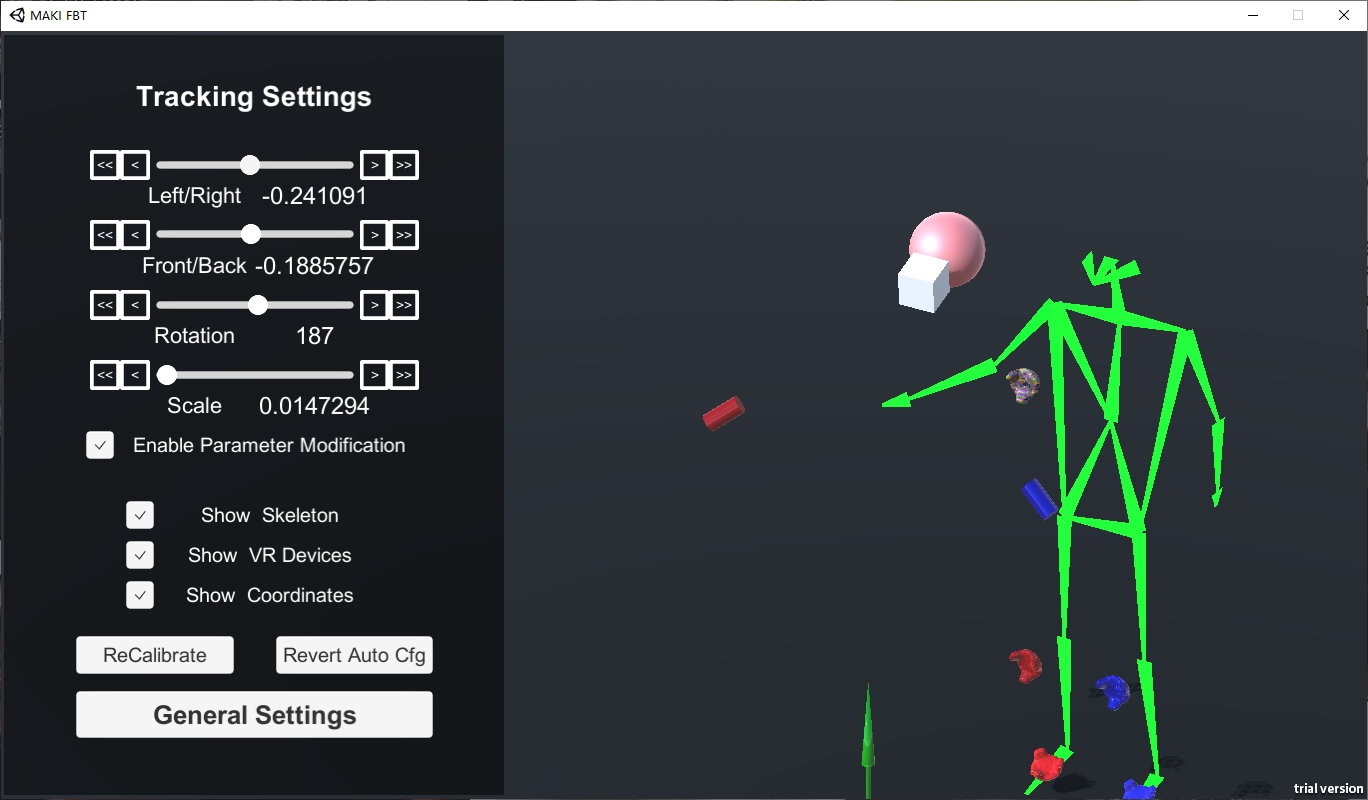 MAKI FBT
Tracking Settings
<< < > >>
Left/Right -0.241091
<< < > >>
Front/Back -0.1885757
<< < > >>
Rotation 187
<< < > >>
Scale 0.0147294
Enable Parameter Modification
Show Skeleton
Show VR Devices
Show Coordinates
ReCalibrate Revert Auto Cfg
General Settings
trial version